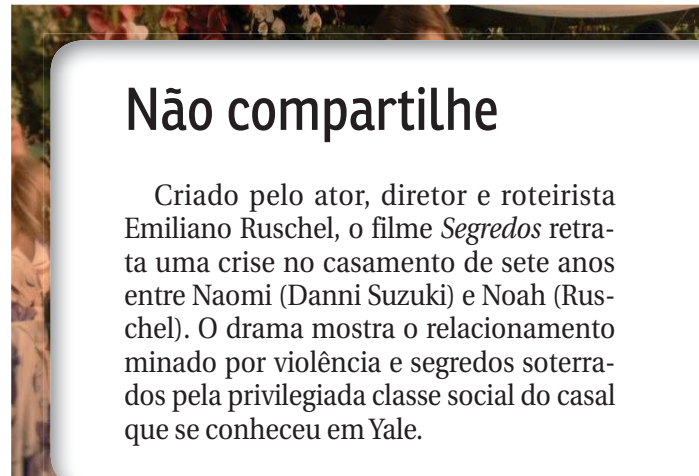 Não compartilhe
Criado pelo ator, diretor e roteirista
Emiliano Ruschel, o filme Segredos retra-
ta uma crise no casamento de sete anos
entre Naomi (Danni Suzuki) e Noah (Rus-
chel). O drama mostra o relacionamento
minado por violência e segredos soterra-
dos pela privilegiada classe social do casal
que se conheceu em Yale.